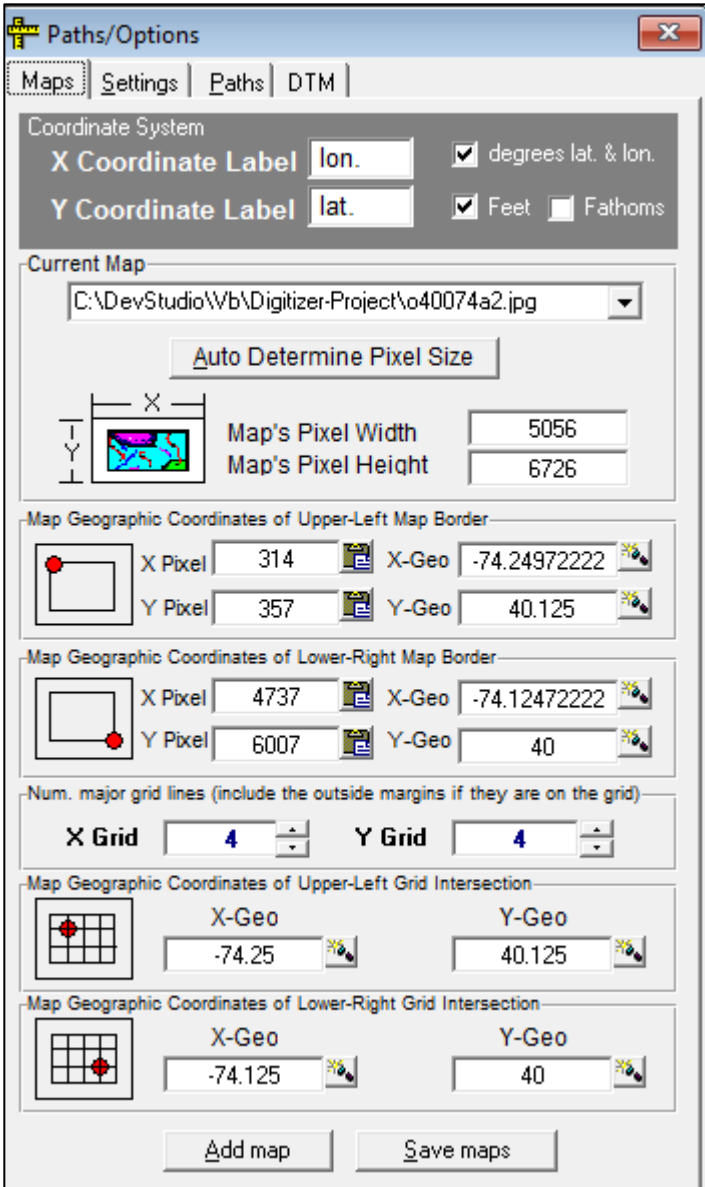 Paths/Options
Maps Settings Paths DTM
Coordinate System
X Coordinate Label lon. degrees lat. & lon.
Y Coordinate Label lat. Feet Fathoms
Current Map
C:\DevStudio\Vb\Digitizer-Project\o40074a2.jpg
Auto Determine Pixel Size
X
Y
Map's Pixel Width 5056
Map's Pixel Height 6726
Map Geographic Coordinates of Upper-Left Map Border
X Pixel 314 X-Geo -74.24972222
Y Pixel 357 Y-Geo 40.125
Map Geographic Coordinates of Lower-Right Map Border
X Pixel 4737 X-Geo -74.12472222
Y Pixel 6007 Y-Geo 40
Num. major grid lines (include the outside margins if they are on the grid)
X Grid 4 Y Grid 4
Map Geographic Coordinates of Upper-Left Grid Intersection
X-Geo Y-Geo
-74.25 40.125
Map Geographic Coordinates of Lower-Right Grid Intersection
X-Geo Y-Geo
-74.125 40
Add map Save maps